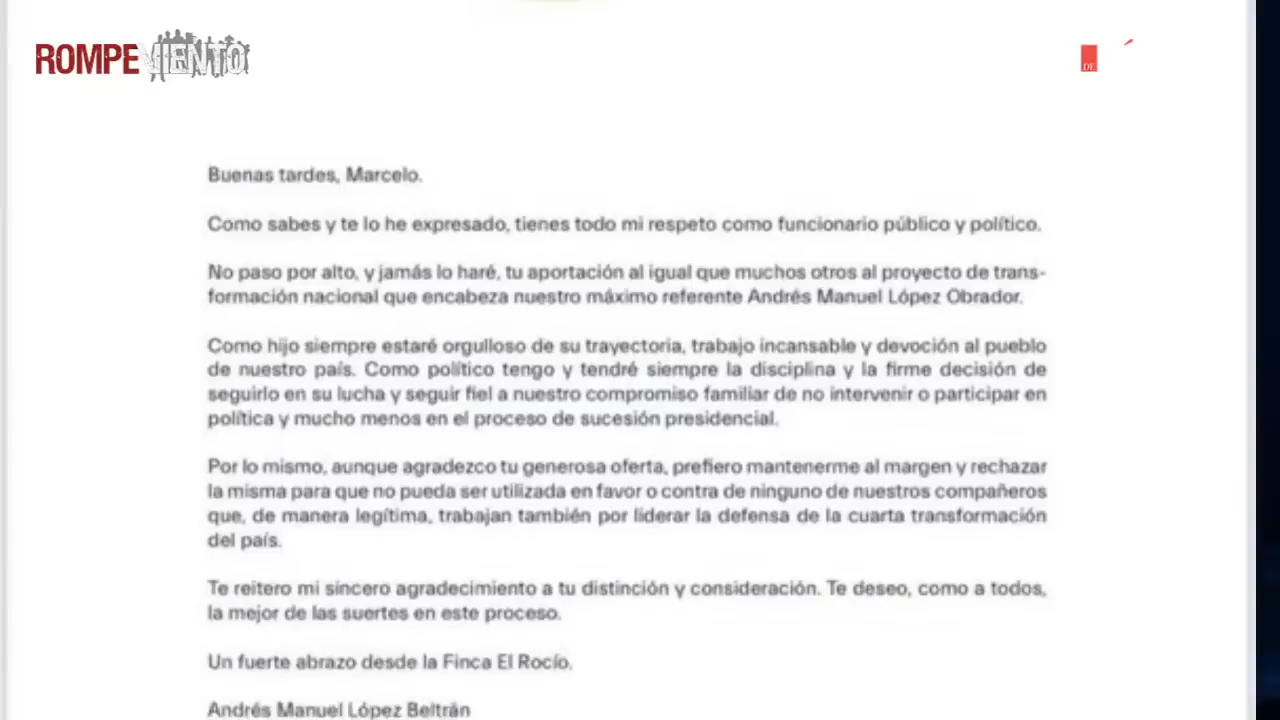 ROMPEVIENTO
DE
Buenas tardes, Marcelo.
Como sabes y te lo he expresado, tienes todo mi respeto como funcionario público y político.
No paso por alto, y jamás lo haré, tu aportación al igual que muchos otros al proyecto de trans-
formación nacional que encabeza nuestro máximo referente Andrés Manuel López Obrador.
Como hijo siempre estaré orgulloso de su trayectoria, trabajo incansable y devoción al pueblo
de nuestro país. Como político tengo y tendré siempre la disciplina y la firme decisión de
seguirlo en su lucha y seguir fiel a nuestro compromiso familiar de no intervenir o participar en
política y mucho menos en el proceso de sucesión presidencial.
Por lo mismo, aunque agradezco tu generosa oferta, prefiero mantenerme al margen y rechazar
la misma para que no pueda ser utilizada en favor o contra de ninguno de nuestros compañeros
que, de manera legítima, trabajan también por liderar la defensa de la cuarta transformación
del país.
Te reitero mi sincero agradecimiento a tu distinción y consideración. Te deseo, como a todos,
la mejor de las suertes en este proceso.
Un fuerte abrazo desde la Finca El Rocío.
Andrés Manuel López Beltrán